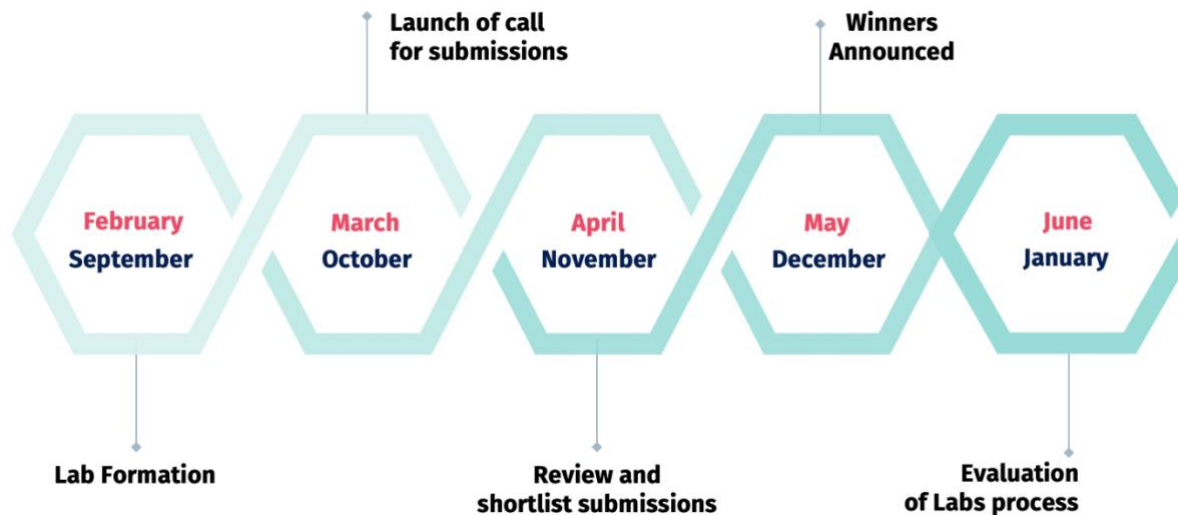 Launch of call
for submissions
Winners
Announced
February
September
March
October
April
November
May
December
June
January
Lab Formation
Review and
shortlist submissions
Evaluation
of Labs process